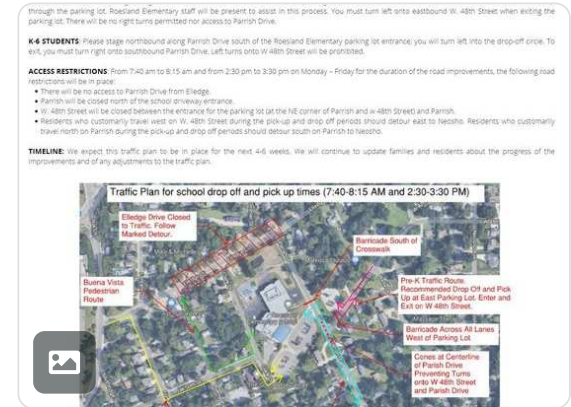 through the parking lot. Roesland Elementary staff will be present to assist in this process. You must turn left onto eastbound W. 48th Street when exiting the
parking lot. There will be no right turns permitted nor access to Parrish Drive.
K-6 STUDENTS: Please stage northbound along Parrish Drive south of the Roesland Elementary parking lot entrance; you will turn left into the drop-off circle. To
exit, you must turn right onto southbound Parrish Drive. Left turns onto W 48th Street will be prohibited.
ACCESS RESTRICTIONS: From 7:40 am to 8:15 am and from 2:30 pm to 3:30 pm on Monday – Friday for the duration of the road improvements, the following road
restrictions will be in place:
• There will be no access to Parrish Drive from Elledge.
• Parrish will be closed north of the school driveway entrance.
• W. 48th Street will be closed between the entrance for the parking lot (at the NE corner of Parrish and w 48th Street) and Parrish.
• Residents who customarily travel west on W. 48th Street during the pick-up and drop off periods should detour east to Neosho. Residents who customarily
travel north on Parrish during the pick-up and drop off periods should detour south on Parrish to Neosho.
TIMELINE: We expect this traffic plan to be in place for the next 4-6 weeks. We will continue to update families and residents about the progress of the
improvements and of any adjustments to the traffic plan.
Traffic Plan for school drop off and pick up times (7:40-8:15 AM and 2:30-3:30 PM)
Elledge Drive Closed
to Traffic. Follow
Marked Detour.
Barricade South of
Crosswalk
Buena Vista
Pedestrian
Route
Pre-K Traffic Route.
Recommended Drop Off and Pick
Up at East Parking Lot. Enter and
Exit on W 48th Street.
Barricade Across All Lanes
West of Parking Lot
Cones at Centerline
of Parish Drive
Preventing Turns
onto W 48th Street
and Parish Drive